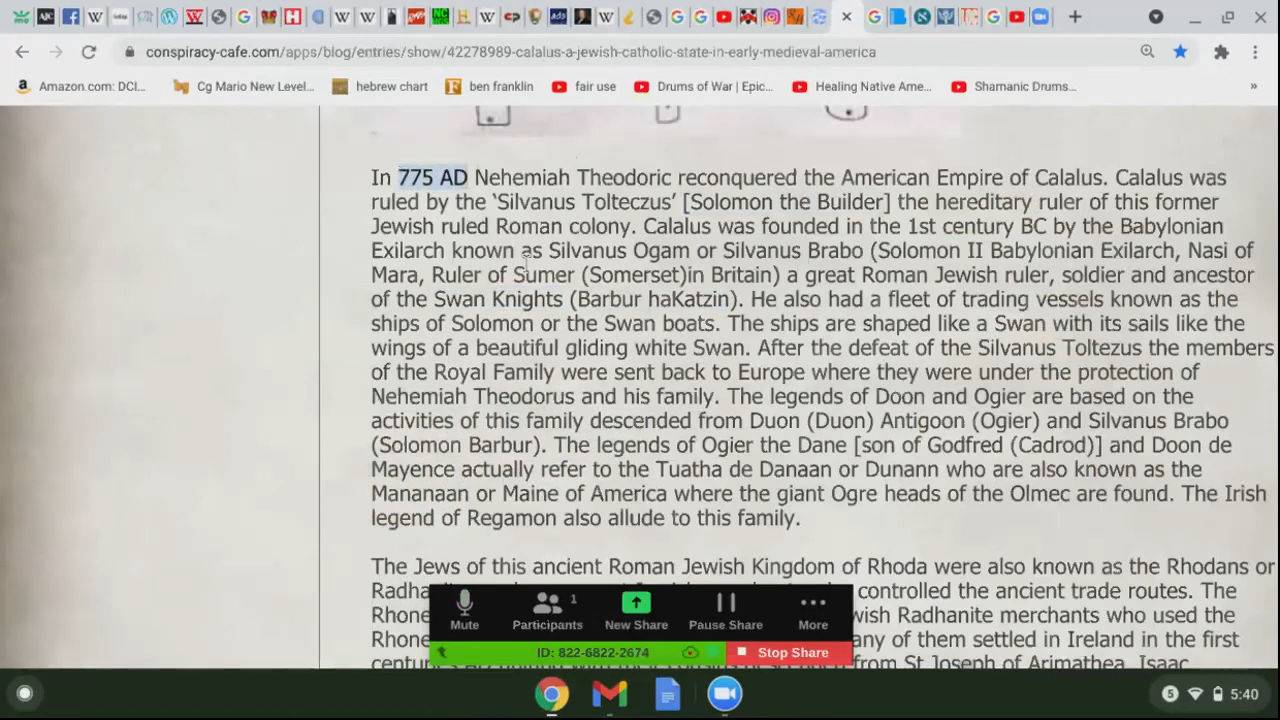 conspiracy-cafe.com/apps/blog/entries/show/42278989-calalus-a-jewish-catholic-state-in-early-medieval-america
Amazon.com: DCI... Cg Mario New Level... hebrew chart ben franklin fair use Drums of War | Epic... Healing Native Ame... Shamanic Drums... »
In 775 AD Nehemiah Theodoric reconquered the American Empire of Calalus. Calalus was
ruled by the ‘Silvanus Tolteczus’ [Solomon the Builder] the hereditary ruler of this former
Jewish ruled Roman colony. Calalus was founded in the 1st century BC by the Babylonian
Exilarch known as Silvanus Ogam or Silvanus Brabo (Solomon II Babylonian Exilarch, Nasi of
Mara, Ruler of Sumer (Somerset)in Britain) a great Roman Jewish ruler, soldier and ancestor
of the Swan Knights (Barbur haKatzin). He also had a fleet of trading vessels known as the
ships of Solomon or the Swan boats. The ships are shaped like a Swan with its sails like the
wings of a beautiful gliding white Swan. After the defeat of the Silvanus Toltezus the members
of the Royal Family were sent back to Europe where they were under the protection of
Nehemiah Theodorus and his family. The legends of Doon and Ogier are based on the
activities of this family descended from Duon (Duon) Antigoon (Ogier) and Silvanus Brabo
(Solomon Barbur). The legends of Ogier the Dane [son of Godfred (Cadrod)] and Doon de
Mayence actually refer to the Tuatha de Danaan or Dunann who are also known as the
Mananaan or Maine of America where the giant Ogre heads of the Olmec are found. The Irish
legend of Regamon also allude to this family.
The Jews of this ancient Roman Jewish Kingdom of Rhoda were also known as the Rhodans or
controlled the ancient trade routes. The
Rhone Radhanite merchants who used the
Rhone of them settled in Ireland in the first
from St Joseph of Arimathea, Isaac
1
Mute Participants New Share Pause Share More
ID: 822-6822-2674 Stop Share
5 5:40